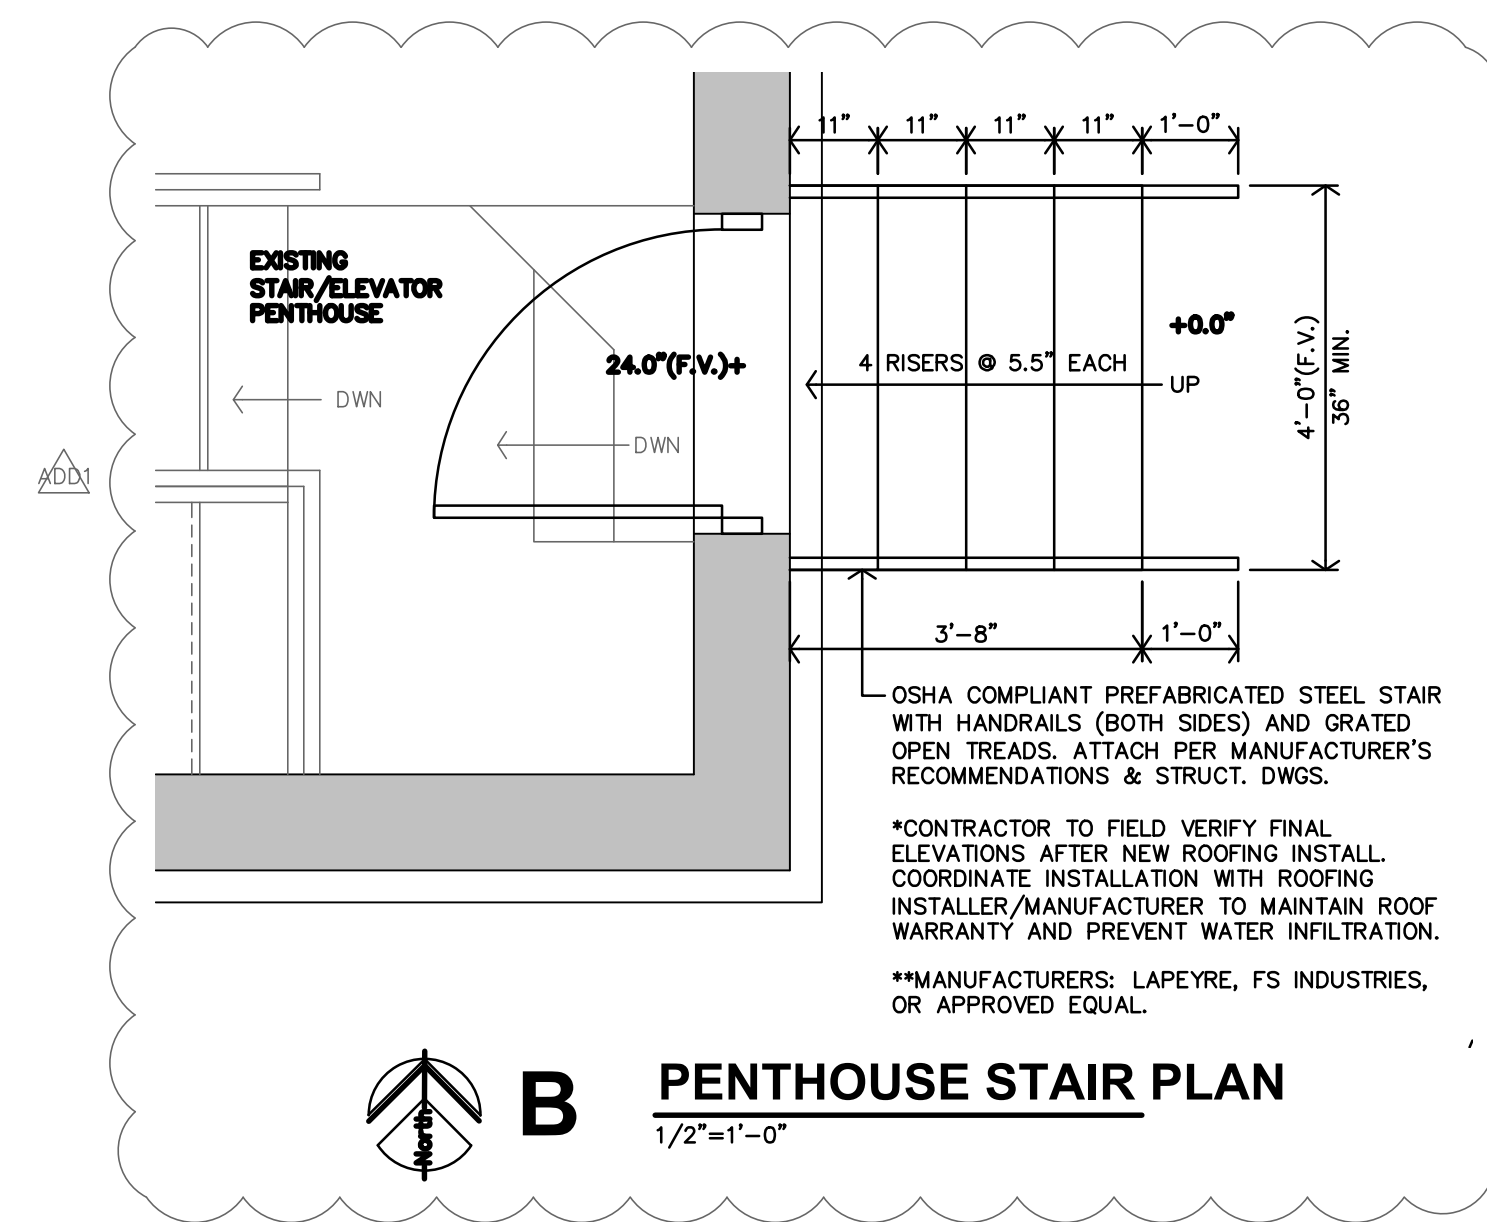 11” 11” 11” 11” 1’-0”
EXISTING
STAIR/ELEVATOR
PENTHOUSE
+0.0”
24.0”(F.V.)+
4 RISERS @ 5.5” EACH
UP
4’-0”(F.V.)
36” MIN.
DWN
DWN
ADD1
3’-8” 1’-0”
OSHA COMPLIANT PREFABRICATED STEEL STAIR
WITH HANDRAILS (BOTH SIDES) AND GRATED
OPEN TREADS. ATTACH PER MANUFACTURER’S
RECOMMENDATIONS & STRUCT. DWGS.
*CONTRACTOR TO FIELD VERIFY FINAL
ELEVATIONS AFTER NEW ROOFING INSTALL.
COORDINATE INSTALLATION WITH ROOFING
INSTALLER/MANUFACTURER TO MAINTAIN ROOF
WARRANTY AND PREVENT WATER INFILTRATION.
**MANUFACTURERS: LAPEYRE, FS INDUSTRIES,
OR APPROVED EQUAL.
North
B PENTHOUSE STAIR PLAN
1/2”=1’-0”